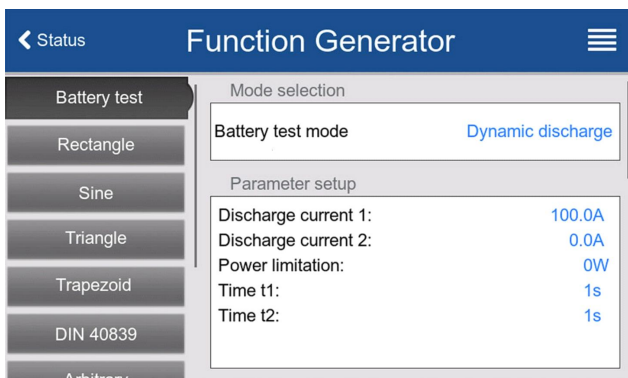 Status
Function Generator
Battery test
Rectangle
Sine
Triangle
Trapezoid
DIN 40839
Arbitrary
Mode selection
Battery test mode Dynamic discharge
Parameter setup
Discharge current 1: 100.0A
Discharge current 2: 0.0A
Power limitation: 0W
Time t1: 1s
Time t2: 1s